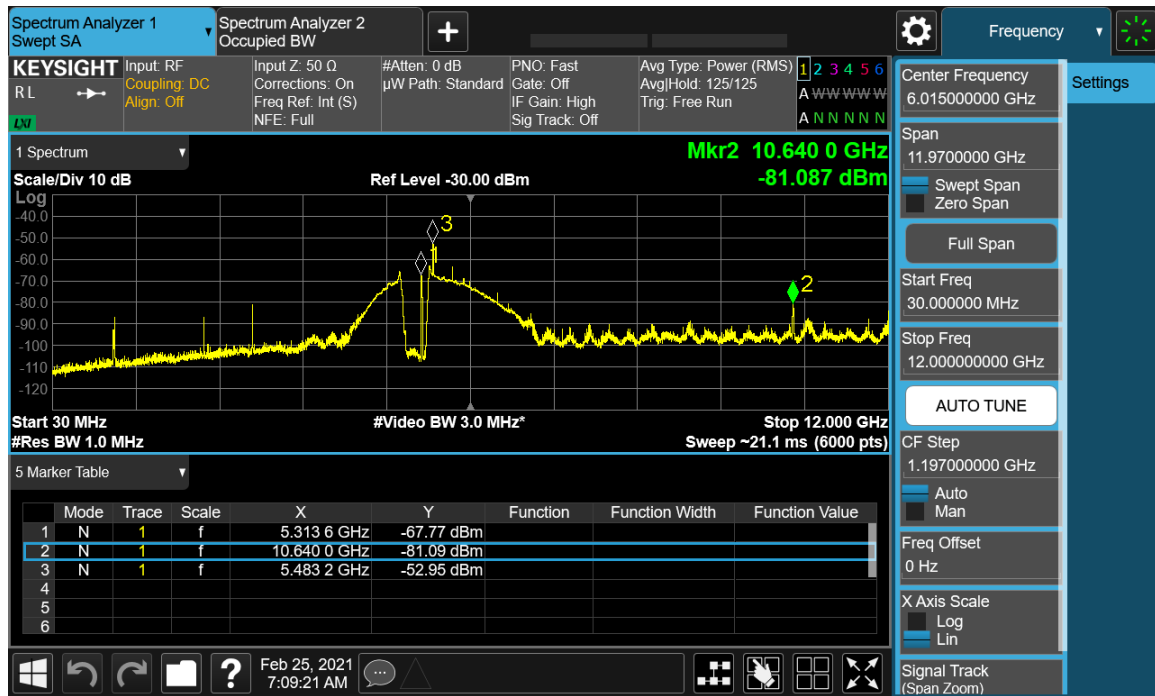 Spectrum Analyzer 1
Swept SA
Spectrum Analyzer 2
Occupied BW
Frequency
KEYSIGHT
R L
LXI
Input: RF
Coupling: DC
Align: Off
Input Z: 50 Ω
Corrections: On
Freq Ref: Int (S)
NFE: Full
#Atten: 0 dB
µW Path: Standard
PNO: Fast
Gate: Off
IF Gain: High
Sig Track: Off
Avg Type: Power (RMS)
Avg|Hold: 125/125
Trig: Free Run
1 2 3 4 5 6
A W W W W W
A N N N N N
1 Spectrum
Scale/Div 10 dB
Ref Level -30.00 dBm
Mkr2 10.640 0 GHz
-81.087 dBm
Log
-40.0
-50.0
-60.0
-70.0
-80.0
-90.0
-100
-110
-120
3
2
Start 30 MHz
#Video BW 3.0 MHz*
Stop 12.000 GHz
#Res BW 1.0 MHz
Sweep ~21.1 ms (6000 pts)
5 Marker Table
Mode Trace Scale X Y Function Function Width Function Value
1 N 1 f 5.313 6 GHz -67.77 dBm
2 N 1 f 10.640 0 GHz -81.09 dBm
3 N 1 f 5.483 2 GHz -52.95 dBm
4
5
6
?
Feb 25, 2021
7:09:21 AM
Settings
Center Frequency
6.015000000 GHz
Span
11.9700000 GHz
Swept Span
Zero Span
Full Span
Start Freq
30.000000 MHz
Stop Freq
12.000000000 GHz
AUTO TUNE
CF Step
1.197000000 GHz
Auto
Man
Freq Offset
0 Hz
X Axis Scale
Log
Lin
Signal Track
(Span Zoom)